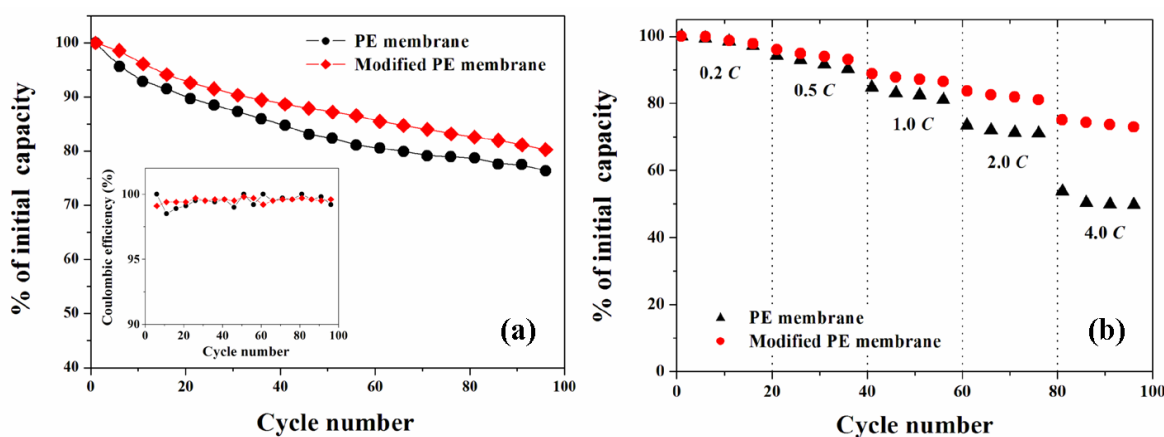 PE membrane
Modified PE membrane
% of initial capacity
100
90
80
70
60
50
40
0
20
40
60
80
100
Cycle number
Coulombic efficiency (%)
100
95
90
0
20
40
60
80
100
Cycle number
(a)
% of initial capacity
100
80
60
40
20
0
0.2 C
0.5 C
1.0 C
2.0 C
4.0 C
PE membrane
Modified PE membrane
(b)
0
20
40
60
80
100
Cycle number